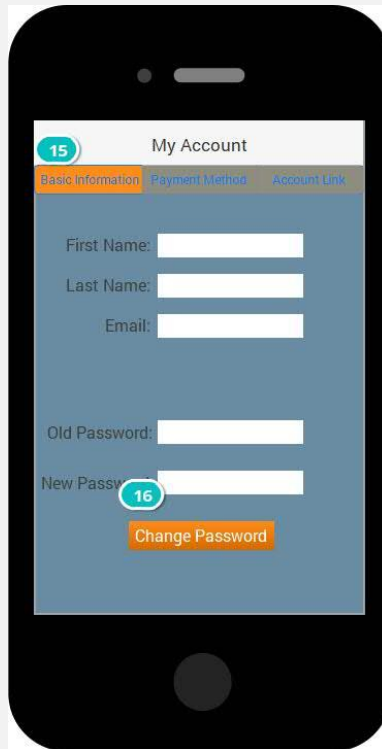 15
My Account
Basic Information Payment Method Account Link
First Name:
Last Name:
Email:
Old Password:
New
16
Change Password